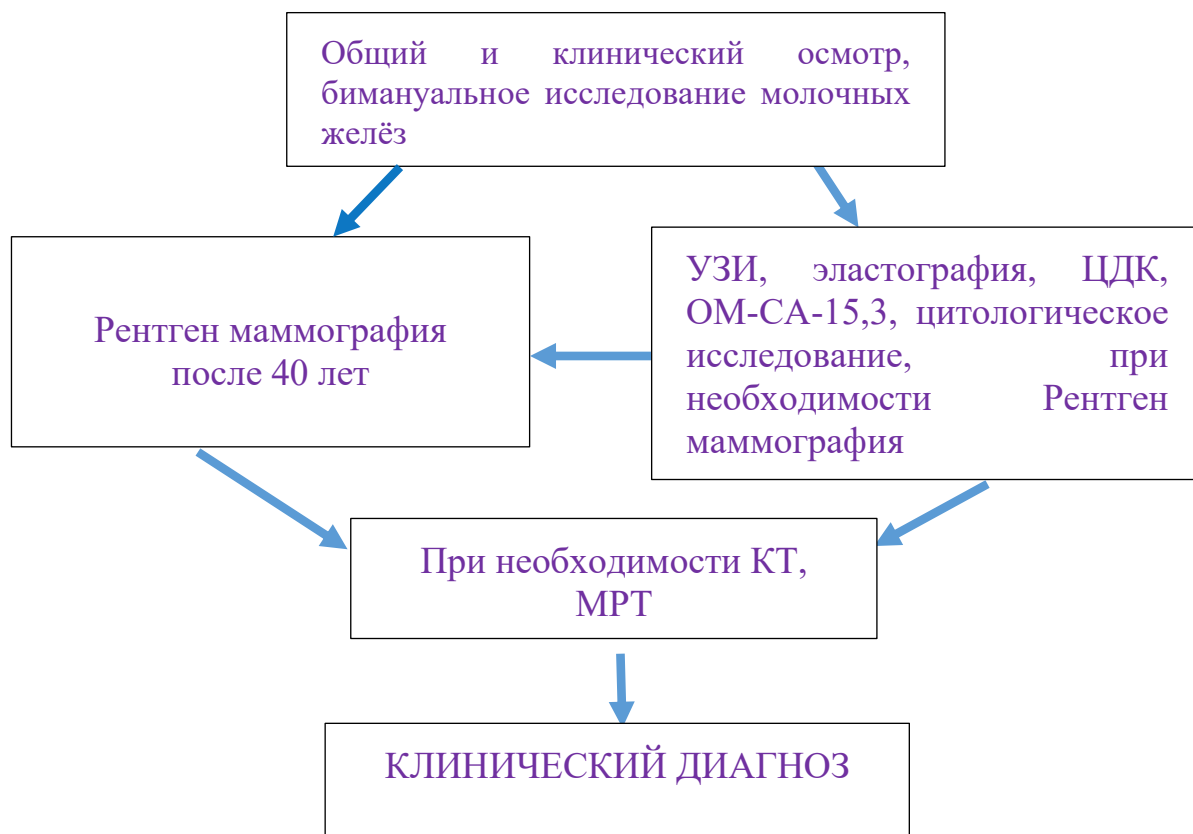 Общий и клинический осмотр,
бимануальное исследование молочных
желёз
Рентген маммография
после 40 лет
УЗИ, эластография, ЦДК,
ОМ-СА-15,3, цитологическое
исследование, при
необходимости Рентген
маммография
При необходимости КТ,
МРТ
КЛИНИЧЕСКИЙ ДИАГНОЗ